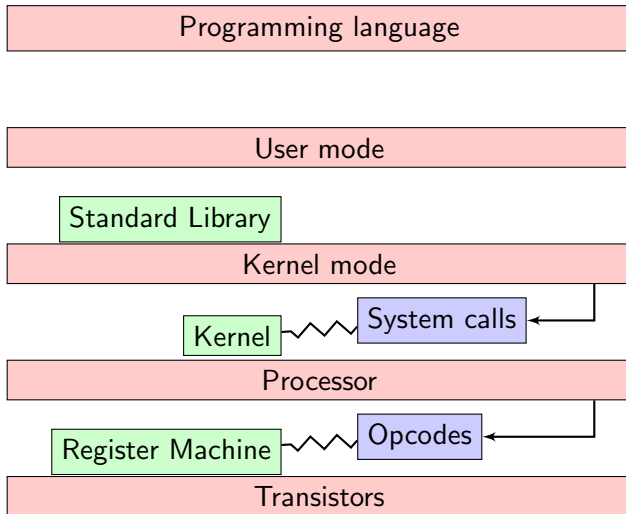 Programming language
User mode
Standard Library
Kernel mode
System calls
Kernel
Processor
Opcodes
Register Machine
Transistors